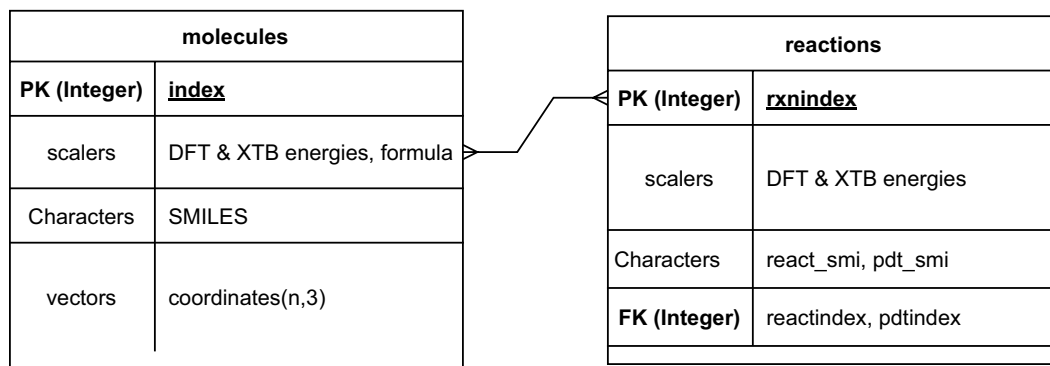 molecules
PK (Integer) index
scalers DFT & XTB energies, formula
Characters SMILES
vectors coordinates(n,3)
reactions
PK (Integer) rxnindex
scalers DFT & XTB energies
Characters react_smi, pdt_smi
FK (Integer) reactindex, pdtindex